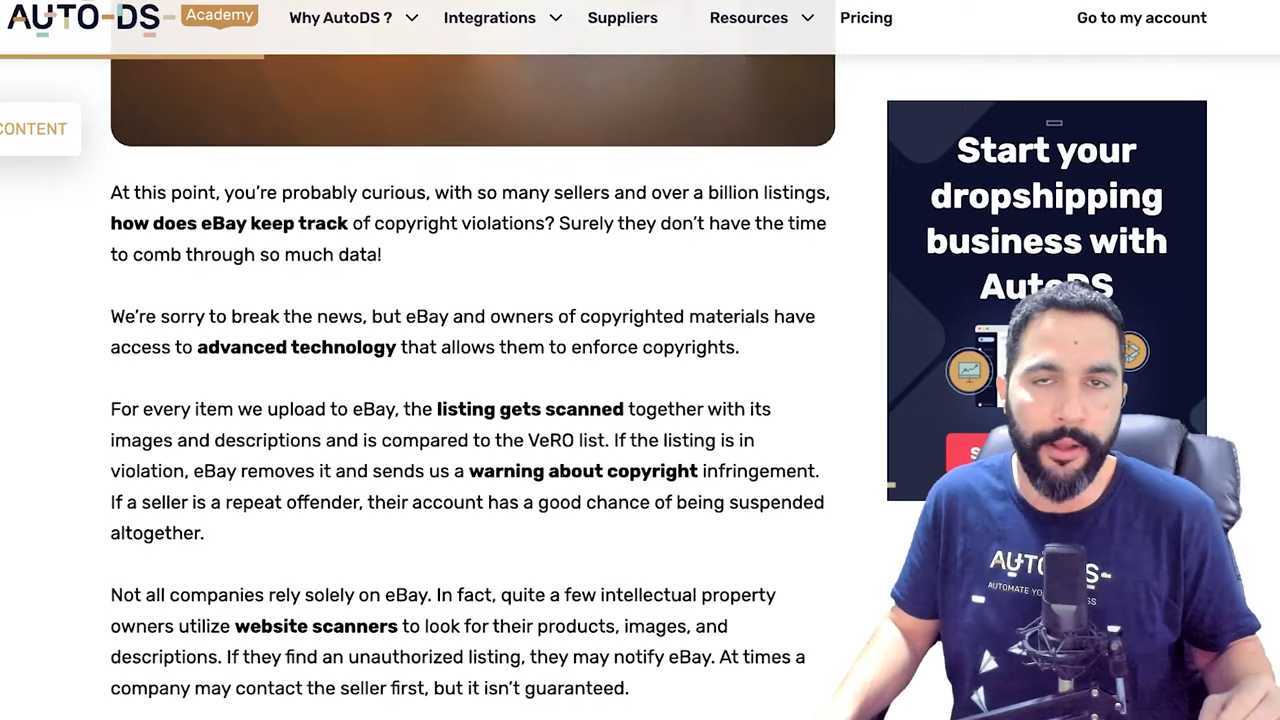 AUTO-DS
Academy
Why AutoDS ?
Integrations
Suppliers
Resources
Pricing
Go to my account
CONTENT
At this point, you're probably curious, with so many sellers and over a billion listings,
how does eBay keep track of copyright violations? Surely they don't have the time
to comb through so much data!
We're sorry to break the news, but eBay and owners of copyrighted materials have
access to advanced technology that allows them to enforce copyrights.
For every item we upload to eBay, the listing gets scanned together with its
images and descriptions and is compared to the VeRO list. If the listing is in
violation, eBay removes it and sends us a warning about copyright infringement.
If a seller is a repeat offender, their account has a good chance of being suspended
altogether.
Not all companies rely solely on eBay. In fact, quite a few intellectual property
owners utilize website scanners to look for their products, images, and
descriptions. If they find an unauthorized listing, they may notify eBay. At times a
company may contact the seller first, but it isn't guaranteed.
Start your
dropshipping
business with
AutoDS
AUTO
S-
AUTOMATE YO